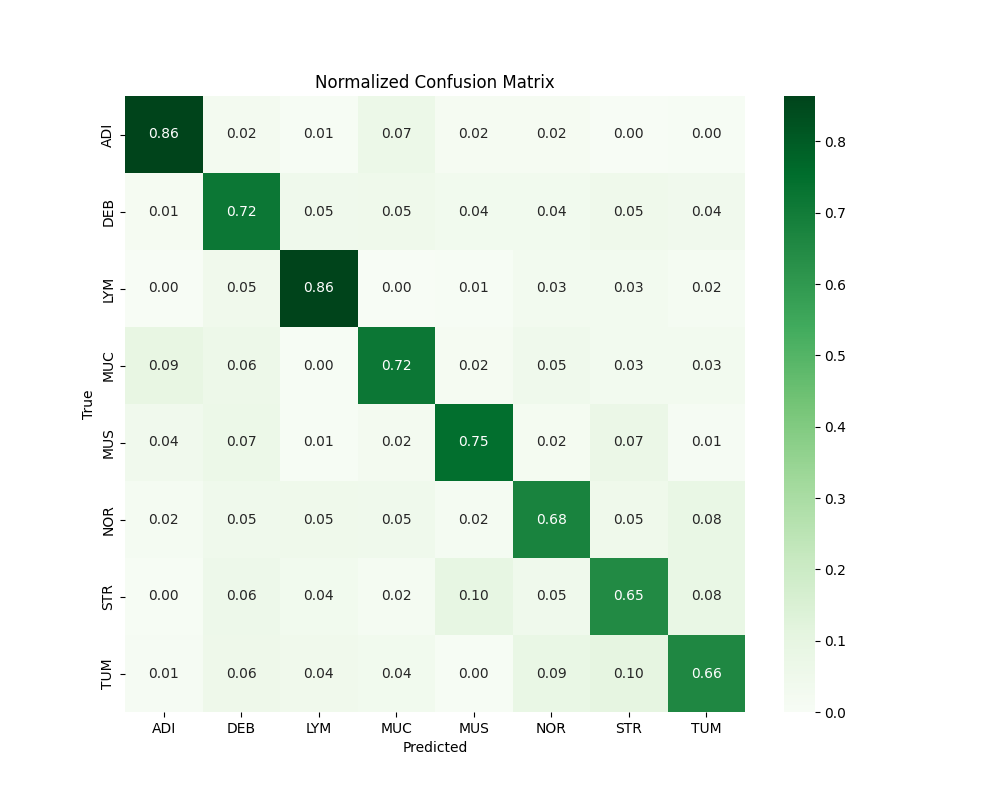 Normalized Confusion Matrix
ADI 0.86 0.02 0.01 0.07 0.02 0.02 0.00 0.00
DEB 0.01 0.72 0.05 0.05 0.04 0.04 0.05 0.04
LYM 0.00 0.05 0.86 0.00 0.01 0.03 0.03 0.02
MUC 0.09 0.06 0.00 0.72 0.02 0.05 0.03 0.03
True
MUS 0.04 0.07 0.01 0.02 0.75 0.02 0.07 0.01
NOR 0.02 0.05 0.05 0.05 0.02 0.68 0.05 0.08
STR 0.00 0.06 0.04 0.02 0.10 0.05 0.65 0.08
TUM 0.01 0.06 0.04 0.04 0.00 0.09 0.10 0.66
ADI DEB LYM MUC MUS NOR STR TUM
Predicted
0.8
0.7
0.6
0.5
0.4
0.3
0.2
0.1
0.0